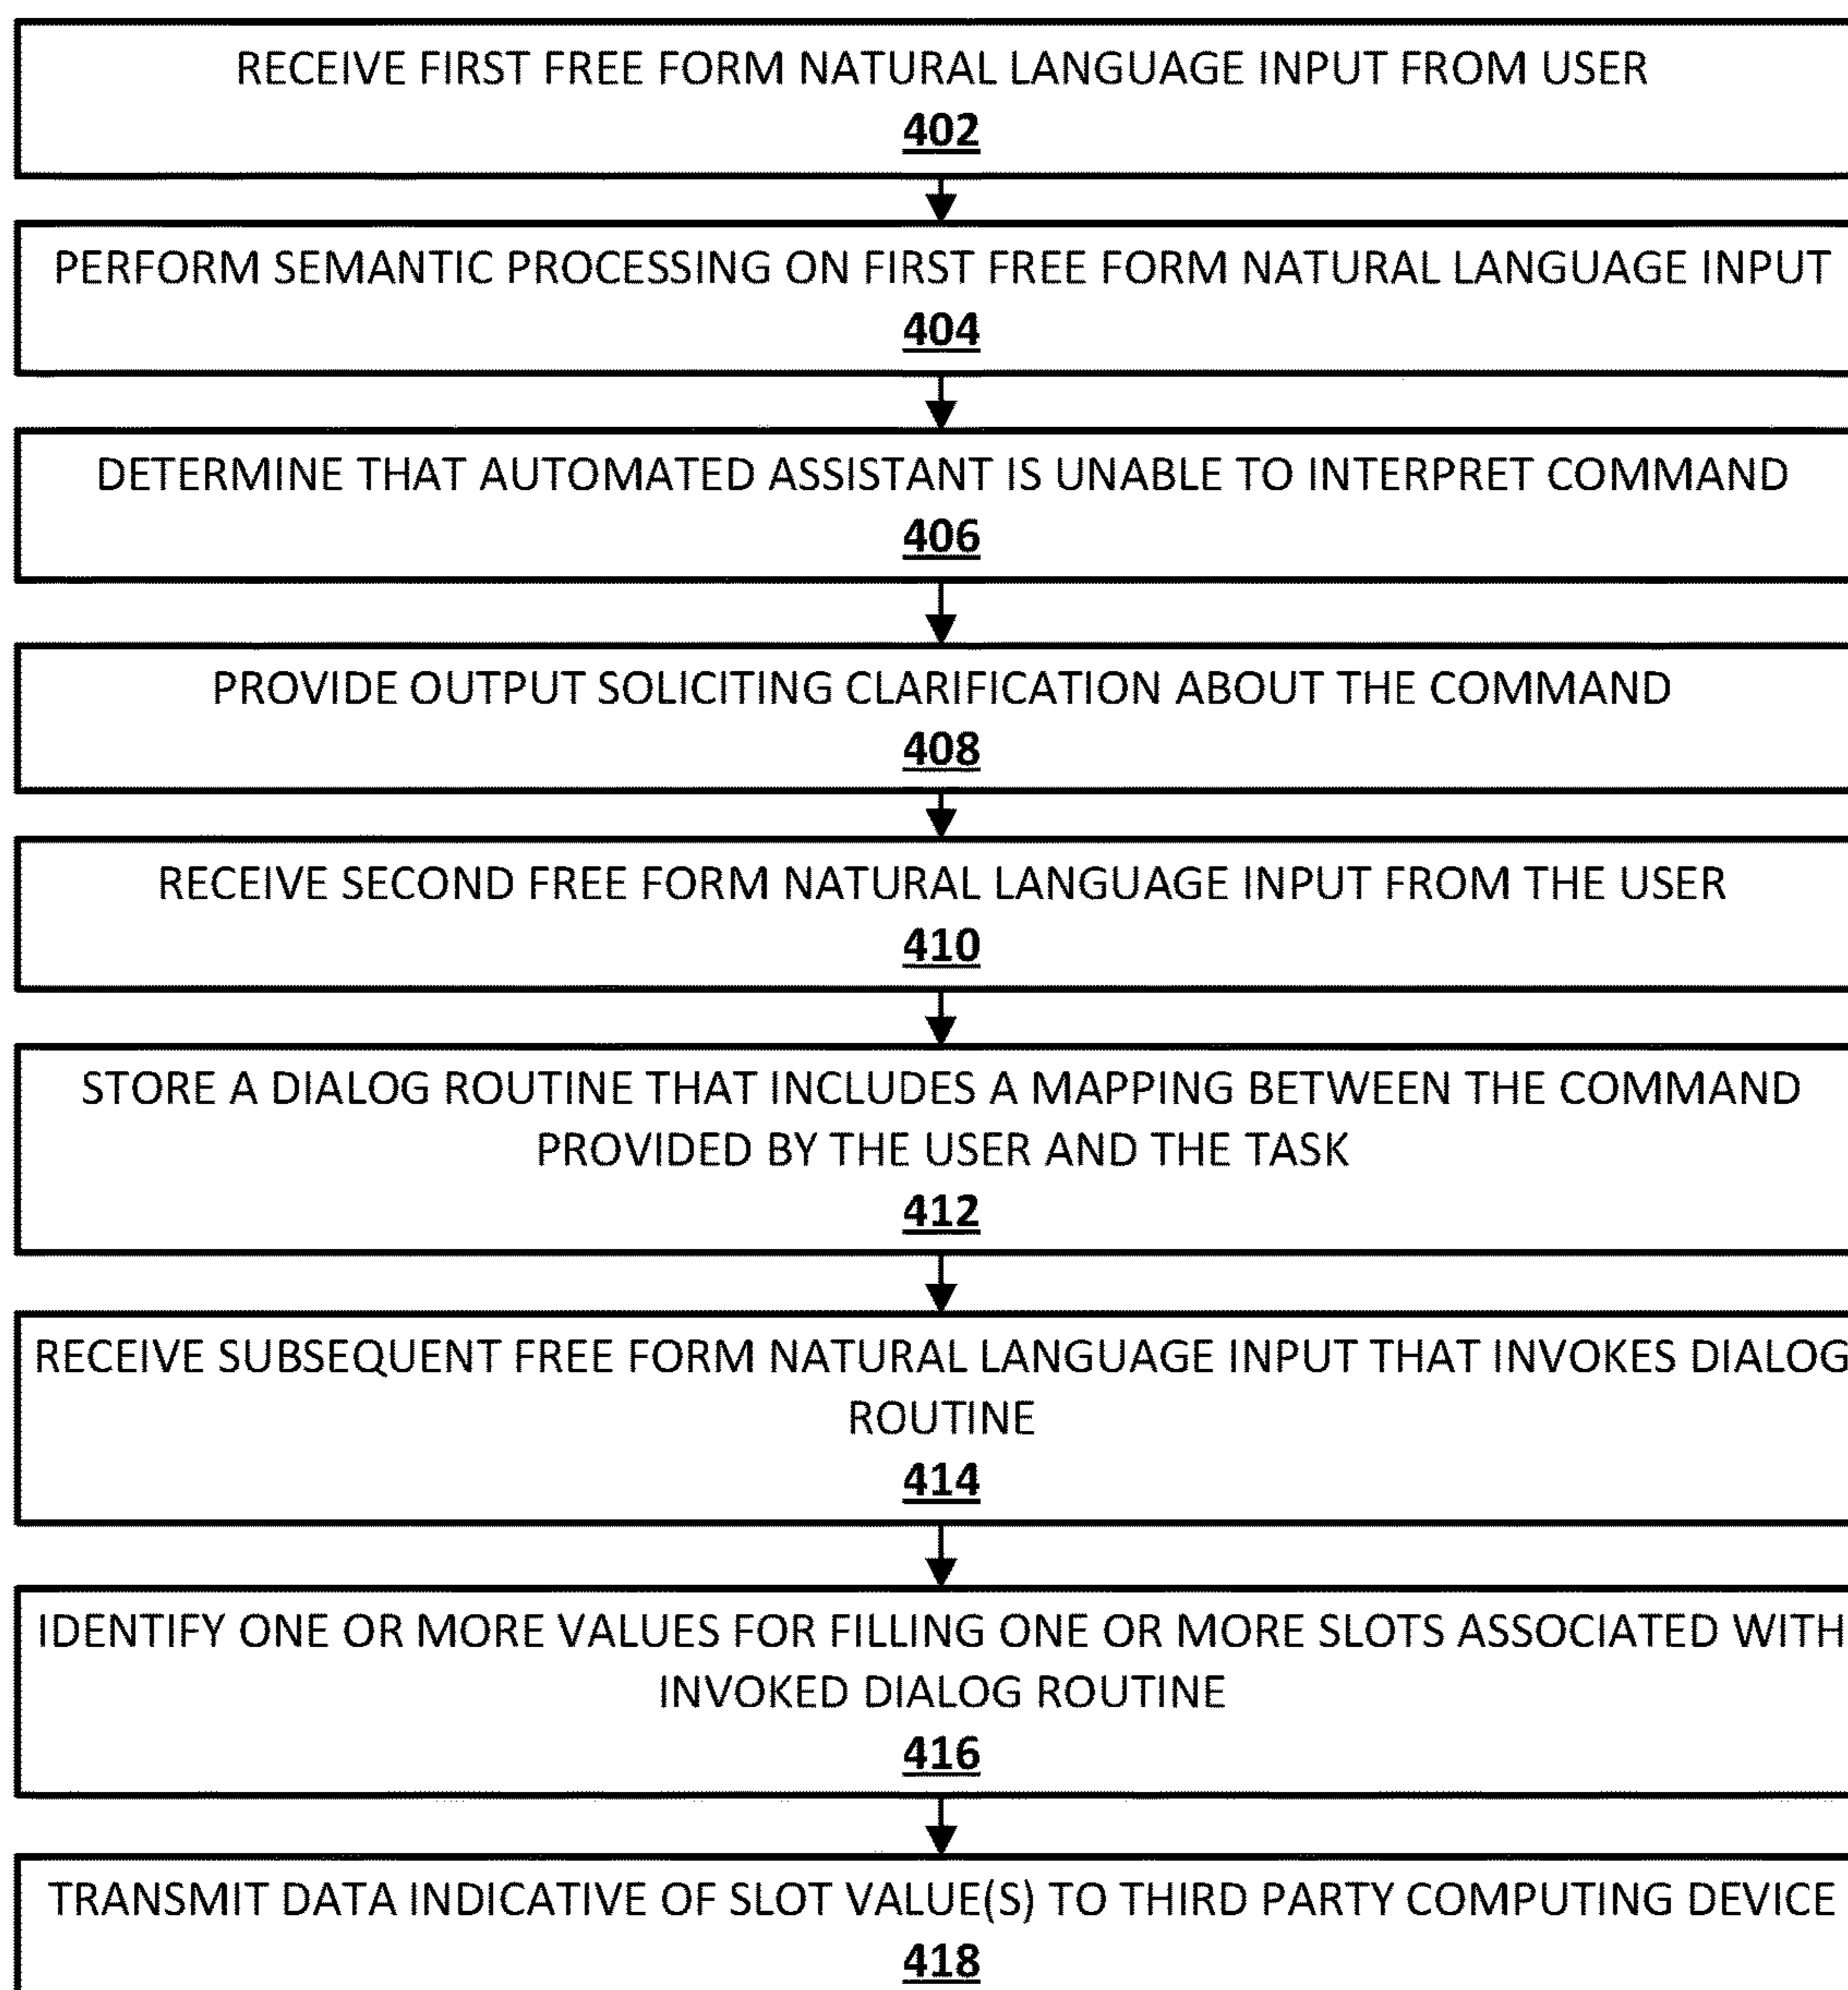 RECEIVE FIRST FREE FORM NATURAL LANGUAGE INPUT FROM USER
402
PERFORM SEMANTIC PROCESSING ON FIRST FREE FORM NATURAL LANGUAGE INPUT
404
DETERMINE THAT AUTOMATED ASSISTANT IS UNABLE TO INTERPRET COMMAND
406
PROVIDE OUTPUT SOLICITING CLARIFICATION ABOUT THE COMMAND
408
RECEIVE SECOND FREE FORM NATURAL LANGUAGE INPUT FROM THE USER
410
STORE A DIALOG ROUTINE THAT INCLUDES A MAPPING BETWEEN THE COMMAND
PROVIDED BY THE USER AND THE TASK
412
RECEIVE SUBSEQUENT FREE FORM NATURAL LANGUAGE INPUT THAT INVOKES DIALOG
ROUTINE
414
IDENTIFY ONE OR MORE VALUES FOR FILLING ONE OR MORE SLOTS ASSOCIATED WITH
INVOKED DIALOG ROUTINE
416
TRANSMIT DATA INDICATIVE OF SLOT VALUE(S) TO THIRD PARTY COMPUTING DEVICE
418